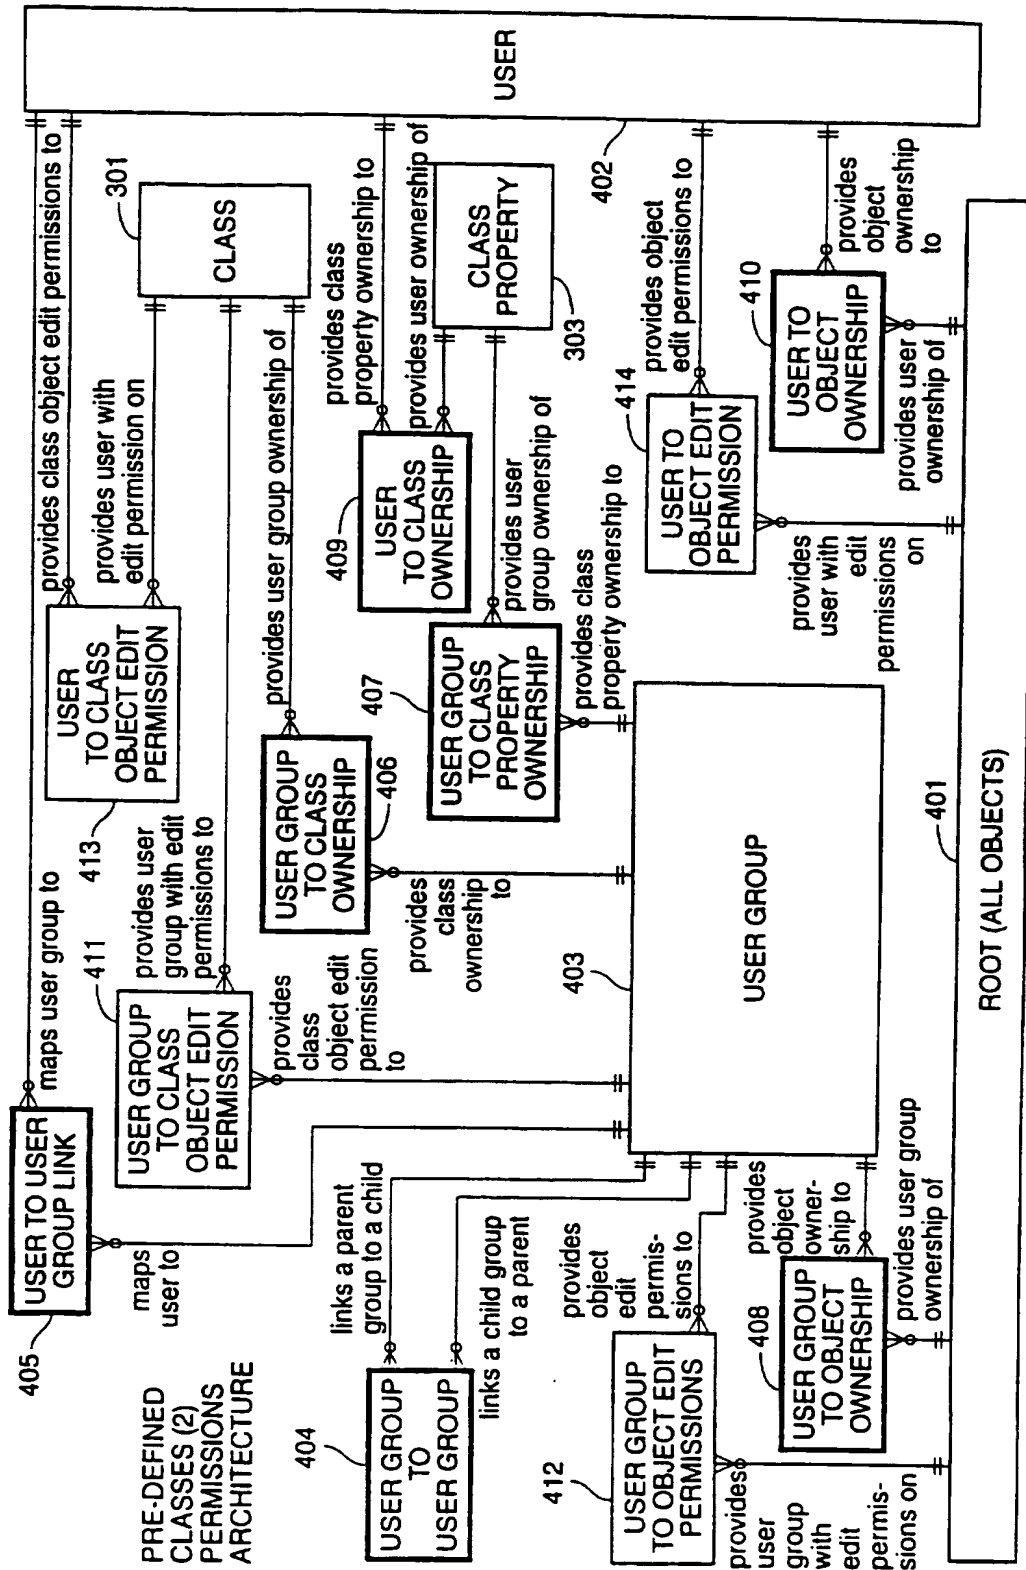 PRE-DEFINED
CLASSES (2)
PERMISSIONS
ARCHITECTURE
405
USER TO USER
GROUP LINK
maps user group to
maps
user to
provides class object edit permissions to
413
USER
TO CLASS
OBJECT EDIT
PERMISSION
provides user with
edit permission on
301
CLASS
411
USER GROUP
TO CLASS
OBJECT EDIT
PERMISSION
provides user
group with edit
permissions to
provides
class
object edit
permission
to
USER GROUP
TO CLASS
OWNERSHIP
406
provides user group ownership of
provides class
ownership
to
409
USER
TO CLASS
OWNERSHIP
provides class
property ownership to
provides user ownership of
CLASS
PROPERTY
303
407
USER GROUP
TO CLASS
PROPERTY
OWNERSHIP
provides user
group ownership of
provides class
property ownership to
USER
402
404
USER GROUP
TO
USER GROUP
links a parent
group to a child
links a child group
to a parent
403
USER GROUP
412
USER GROUP
TO OBJECT EDIT
PERMISSIONS
provides
object
edit
permis-
sions to
provides
user
group
with
edit
permis-
sions on
408
USER GROUP
TO OBJECT
OWNERSHIP
provides
object
owner-
ship to
provides user group
ownership of
414
USER TO
OBJECT EDIT
PERMISSION
provides object
edit permissions to
provides
user with
edit
permissions
on
410
USER TO
OBJECT
OWNERSHIP
provides
object
ownership
to
provides user
ownership of
401
ROOT (ALL OBJECTS)